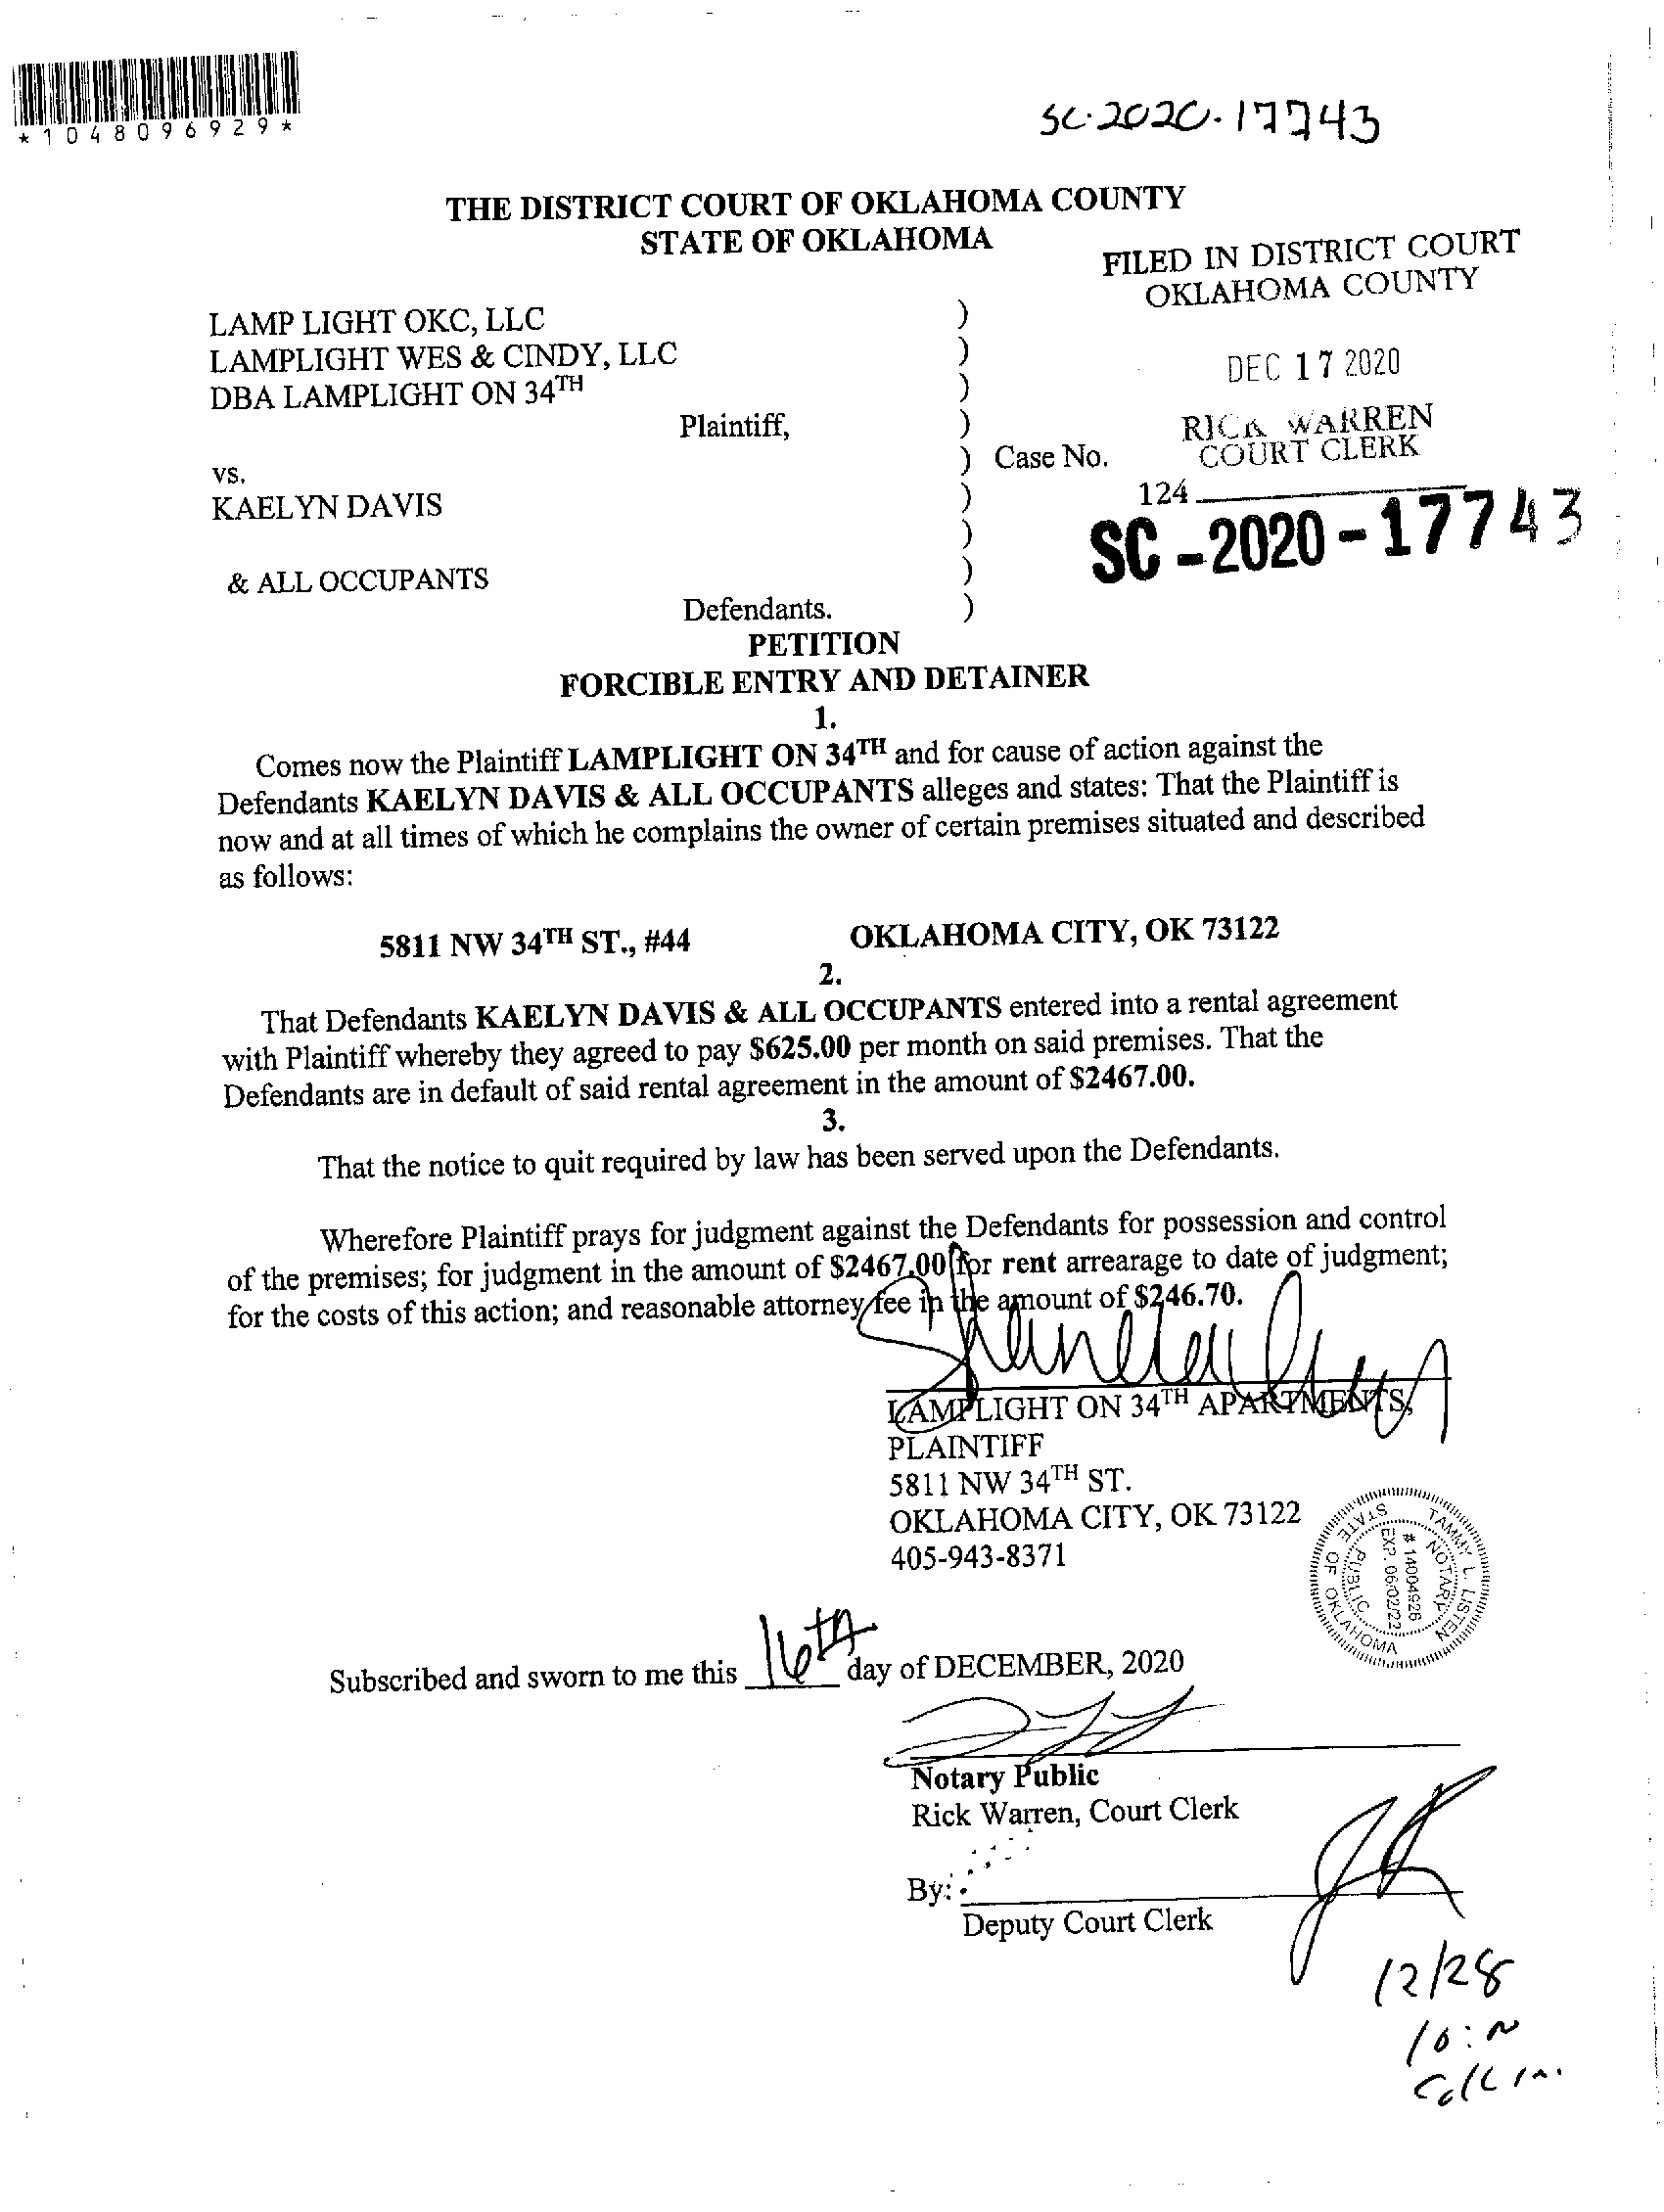 *1048096929*
SC-2020-17743
THE DISTRICT COURT OF OKLAHOMA COUNTY
STATE OF OKLAHOMA
FILED IN DISTRICT COURT
OKLAHOMA COUNTY
LAMP LIGHT OKC, LLC )
LAMPLIGHT WES & CINDY, LLC )
DEC 17 2020
DBA LAMPLIGHT ON 34TH )
Plaintiff, )
RICK WARREN
COURT CLERK
vs. ) Case No.
KAELYN DAVIS )
124
)
SC-2020-17743
& ALL OCCUPANTS )
Defendants. )
PETITION
FORCIBLE ENTRY AND DETAINER
1.
Comes now the Plaintiff LAMPLIGHT ON 34TH and for cause of action against the
Defendants KAELYN DAVIS & ALL OCCUPANTS alleges and states: That the Plaintiff is
now and at all times of which he complains the owner of certain premises situated and described
as follows:
5811 NW 34TH ST., #44 OKLAHOMA CITY, OK 73122
2.
That Defendants KAELYN DAVIS & ALL OCCUPANTS entered into a rental agreement
with Plaintiff whereby they agreed to pay $625.00 per month on said premises. That the
Defendants are in default of said rental agreement in the amount of $2467.00.
3.
That the notice to quit required by law has been served upon the Defendants.
Wherefore Plaintiff prays for judgment against the Defendants for possession and control
of the premises; for judgment in the amount of $2467.00 for rent arrearage to date of judgment;
for the costs of this action; and reasonable attorney fee in the amount of $246.70.
LAMPLIGHT ON 34TH APARTMENTS,
PLAINTIFF
5811 NW 34TH ST.
OKLAHOMA CITY, OK 73122
405-943-8371
TAMMY L. LISTEN
NOTARY
# 14004926
EXP. 06/02/22
PUBLIC
STATE OF OKLAHOMA
Subscribed and sworn to me this 16th day of DECEMBER, 2020
Notary Public
Rick Warren, Court Clerk
By:
Deputy Court Clerk
12/28